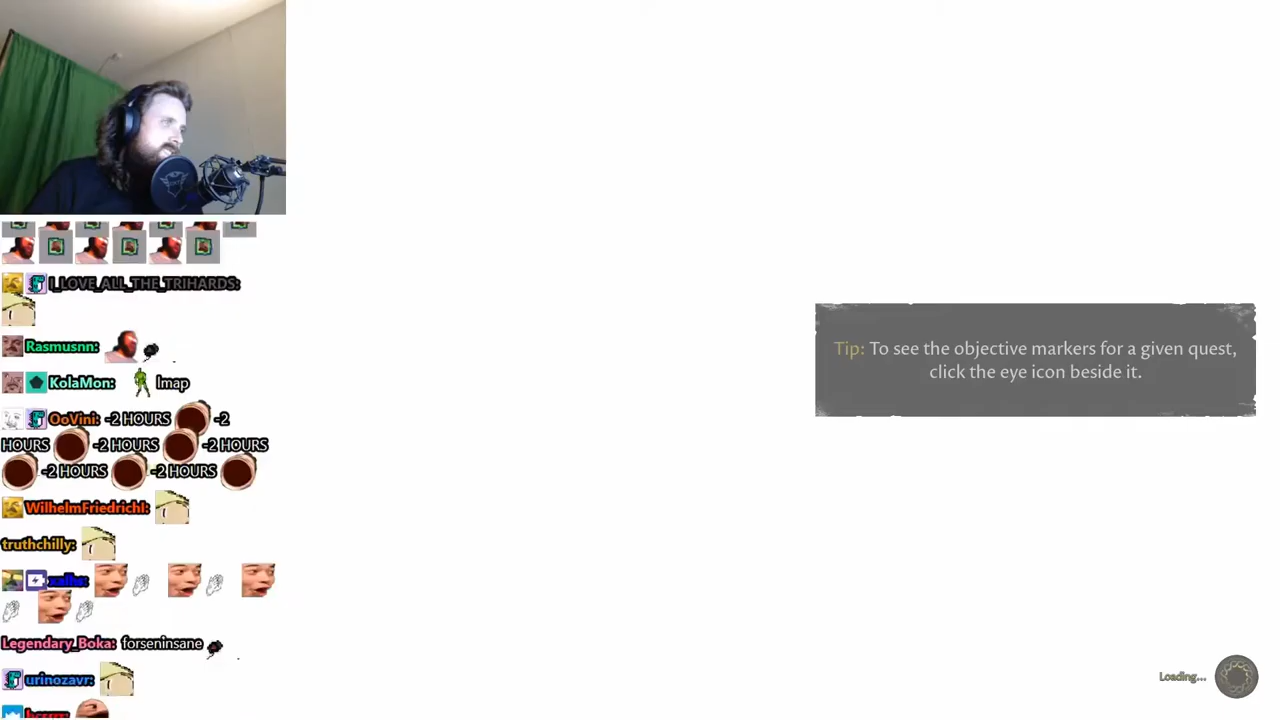 I_LOVE_ALL_THE_TRIHARDS:
Rasmusnn:
KolaMon: lmap
OoVini: -2 HOURS -2
HOURS -2 HOURS -2 HOURS
-2 HOURS -2 HOURS
WilhelmFriedrichI:
truthchilly:
Legendary_Boka: forseninsane
urinozavr:
Tip: To see the objective markers for a given quest,
click the eye icon beside it.
Loading...